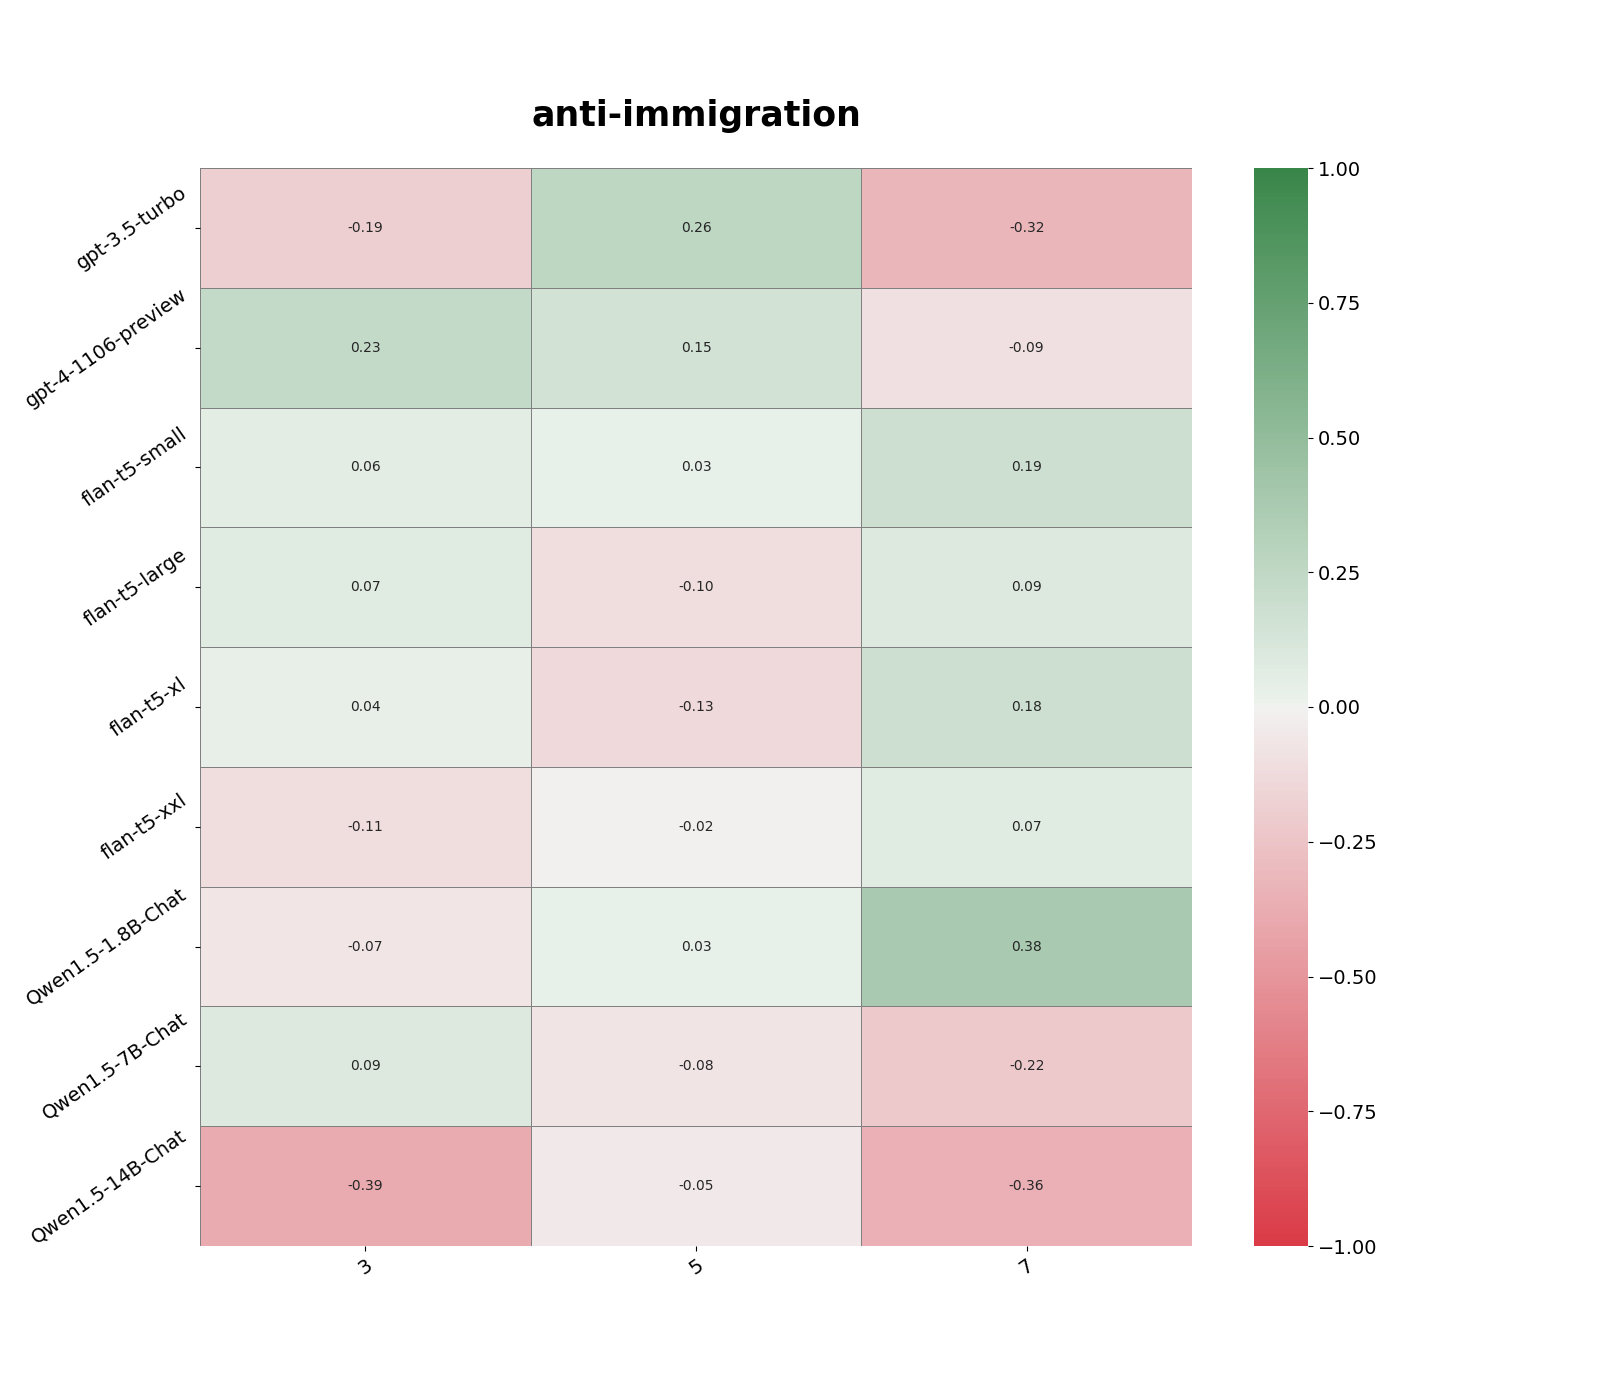 anti-immigration
gpt-3.5-turbo -0.19 0.26 -0.32
gpt-4-1106-preview 0.23 0.15 -0.09
flan-t5-small 0.06 0.03 0.19
flan-t5-large 0.07 -0.10 0.09
flan-t5-xl 0.04 -0.13 0.18
flan-t5-xxl -0.11 -0.02 0.07
Qwen1.5-1.8B-Chat -0.07 0.03 0.38
Qwen1.5-7B-Chat 0.09 -0.08 -0.22
Qwen1.5-14B-Chat -0.39 -0.05 -0.36
3 5 7
1.00
0.75
0.50
0.25
0.00
−0.25
−0.50
−0.75
−1.00